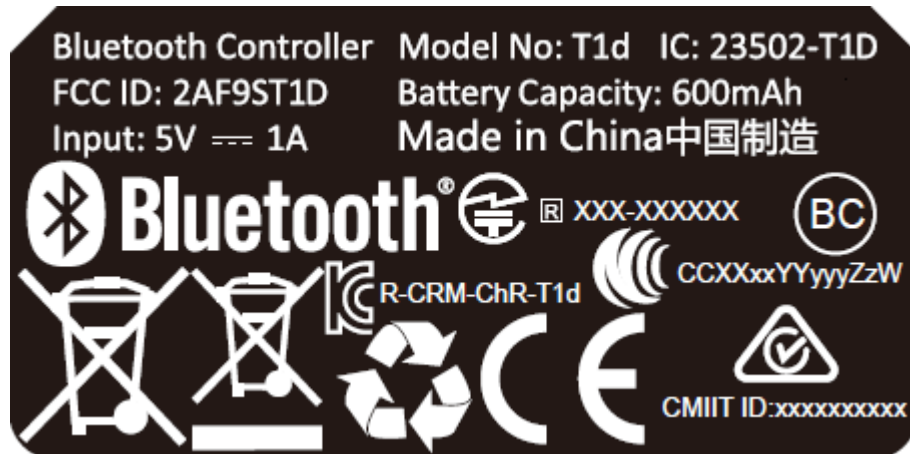 Bluetooth Controller Model No: T1d IC: 23502-T1D
FCC ID: 2AF9ST1D Battery Capacity: 600mAh
Input: 5V ⎓ 1A Made in China中国制造
Bluetooth® R XXX-XXXXXX BC
CCXXxxYYyyyZzW
R-CRM-ChR-T1d
CE
CMIIT ID:xxxxxxxxxx